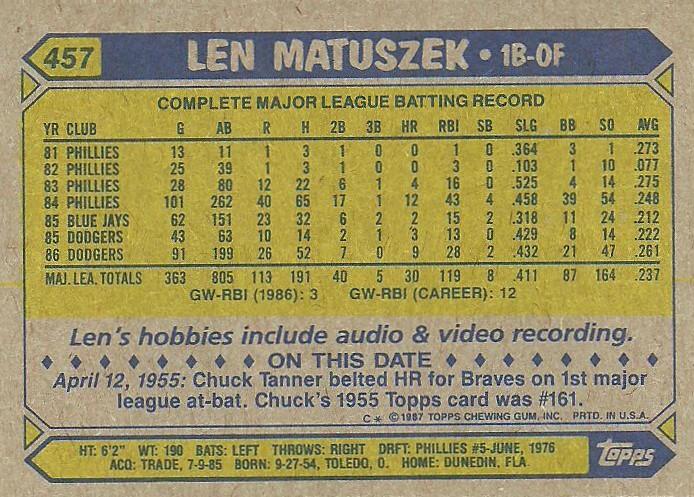 457 LEN MATUSZEK • 1B-OF
COMPLETE MAJOR LEAGUE BATTING RECORD
YR CLUB G AB R H 2B 3B HR RBI SB SLG BB SO AVG
81 PHILLIES 13 11 1 3 1 0 0 1 0 .364 3 1 .273
82 PHILLIES 25 39 1 3 1 0 0 3 0 .103 1 10 .077
83 PHILLIES 28 80 12 22 6 1 4 16 0 .525 4 14 .275
84 PHILLIES 101 262 40 65 17 1 12 43 4 .458 39 54 .248
85 BLUE JAYS 62 151 23 32 6 2 2 15 2 .318 11 24 .212
85 DODGERS 43 63 10 14 2 1 3 13 0 .429 8 14 .222
86 DODGERS 91 199 26 52 7 0 9 28 2 .432 21 47 .261
MAJ. LEA. TOTALS 363 805 113 191 40 5 30 119 8 .411 87 164 .237
GW-RBI (1986): 3 GW-RBI (CAREER): 12
Len's hobbies include audio & video recording.
ON THIS DATE
April 12, 1955: Chuck Tanner belted HR for Braves on 1st major
league at-bat. Chuck's 1955 Topps card was #161.
C* ©1987 TOPPS CHEWING GUM, INC. PRTD. IN U.S.A.
HT: 6'2" WT: 190 BATS: LEFT THROWS: RIGHT DRFT: PHILLIES #5-JUNE, 1976
ACQ: TRADE, 7-9-85 BORN: 9-27-54, TOLEDO, O. HOME: DUNEDIN, FLA.
TOPPS